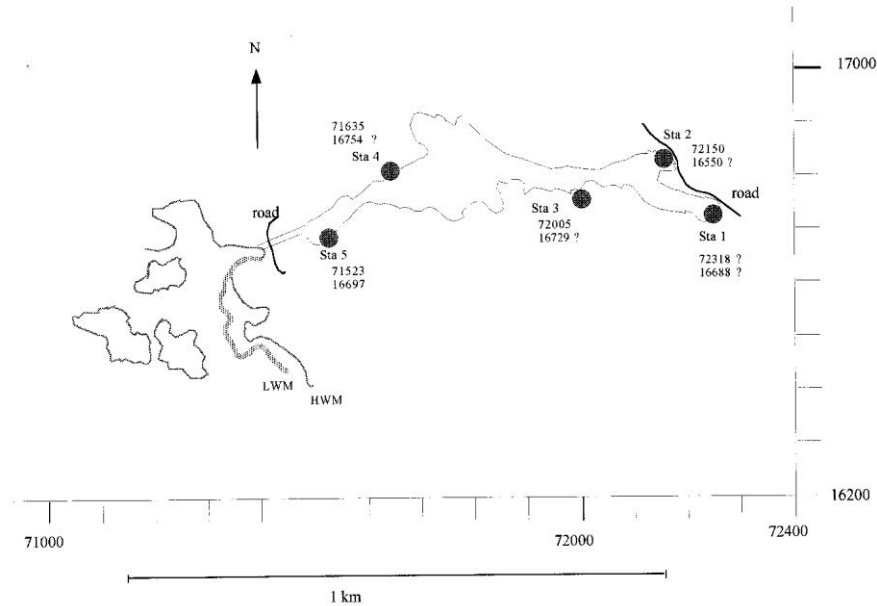 N
17000
71635
16754 ?
Sta 4
Sta 2
72150
16550 ?
road
road
Sta 3
72005
16729 ?
Sta 1
72318 ?
16688 ?
Sta 5
71523
16697
LWM
HWM
16200
71000
72000
72400
1 km